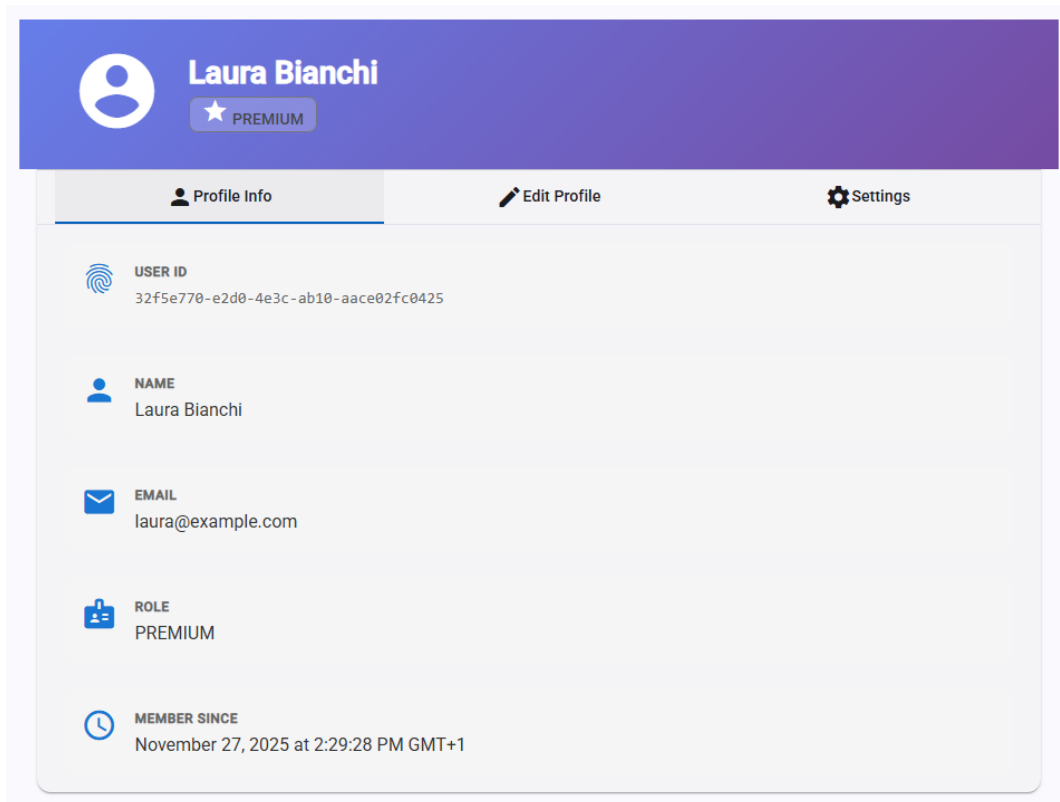 Laura Bianchi
PREMIUM
Profile Info
Edit Profile
Settings
USER ID
32f5e770-e2d0-4e3c-ab10-aace02fc0425
NAME
Laura Bianchi
EMAIL
laura@example.com
ROLE
PREMIUM
MEMBER SINCE
November 27, 2025 at 2:29:28 PM GMT+1